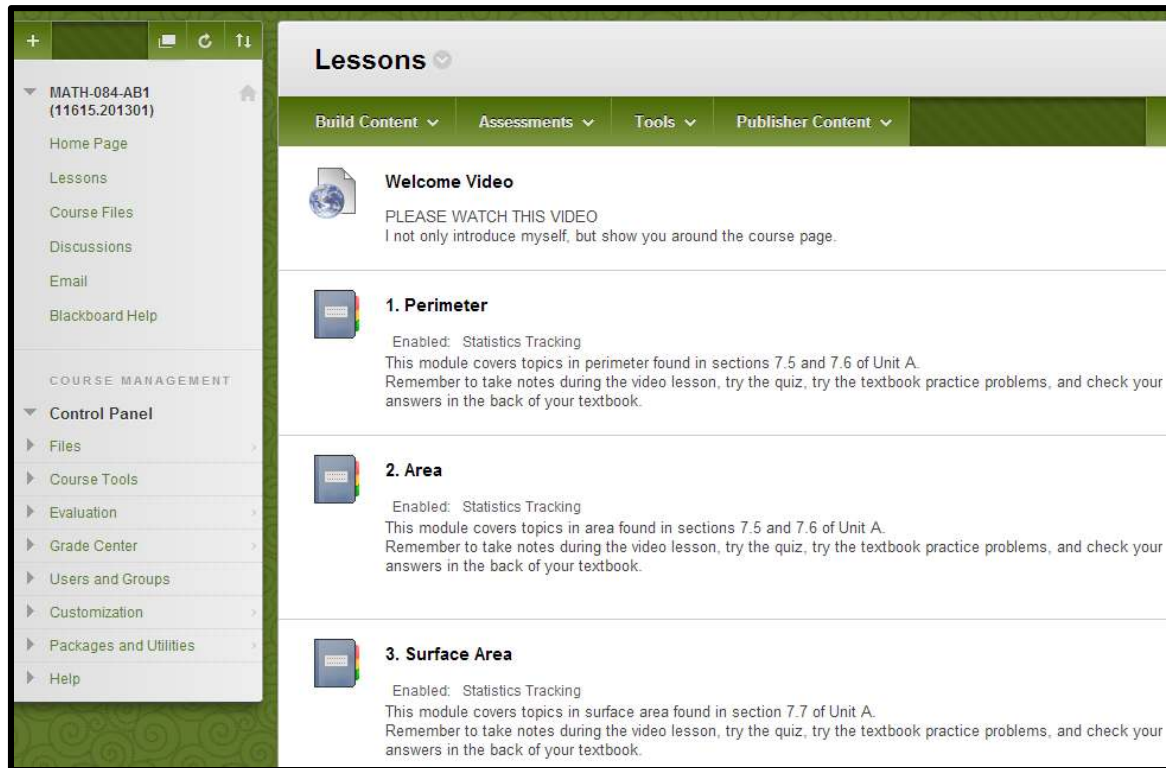 MATH-084-AB1
(11615.201301)
Home Page
Lessons
Course Files
Discussions
Email
Blackboard Help
COURSE MANAGEMENT
Control Panel
Files
Course Tools
Evaluation
Grade Center
Users and Groups
Customization
Packages and Utilities
Help
Lessons
Build Content Assessments Tools Publisher Content
Welcome Video
PLEASE WATCH THIS VIDEO
I not only introduce myself, but show you around the course page.
1. Perimeter
Enabled: Statistics Tracking
This module covers topics in perimeter found in sections 7.5 and 7.6 of Unit A.
Remember to take notes during the video lesson, try the quiz, try the textbook practice problems, and check your
answers in the back of your textbook.
2. Area
Enabled: Statistics Tracking
This module covers topics in area found in sections 7.5 and 7.6 of Unit A.
Remember to take notes during the video lesson, try the quiz, try the textbook practice problems, and check your
answers in the back of your textbook.
3. Surface Area
Enabled: Statistics Tracking
This module covers topics in surface area found in section 7.7 of Unit A.
Remember to take notes during the video lesson, try the quiz, try the textbook practice problems, and check your
answers in the back of your textbook.